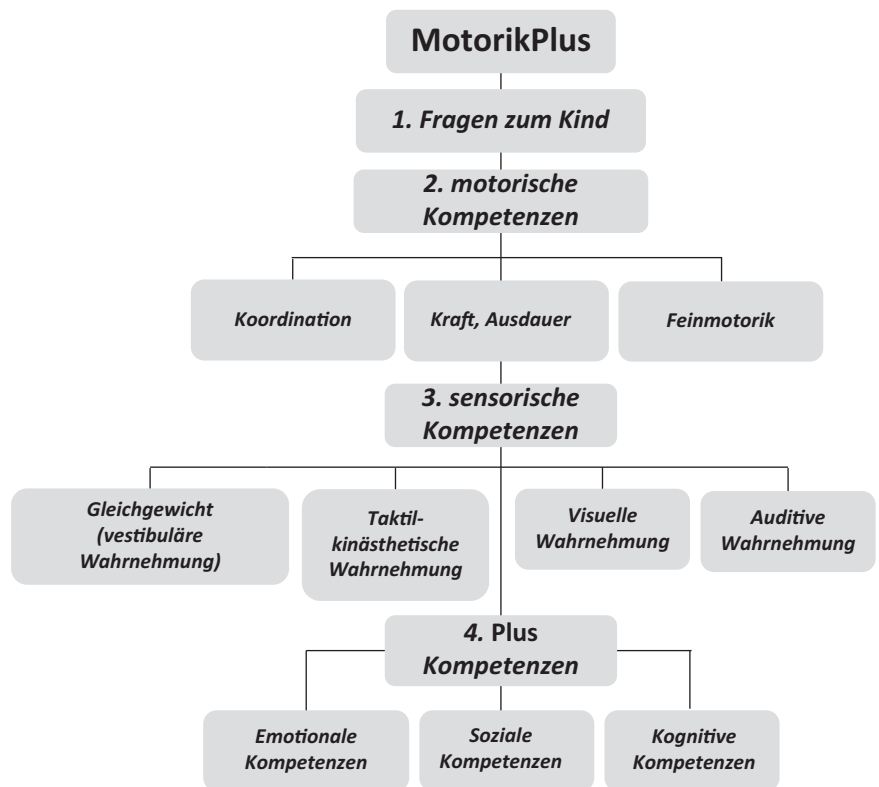 MotorikPlus
1. Fragen zum Kind
2. motorische
Kompetenzen
Koordination
Kraft, Ausdauer
Feinmotorik
3. sensorische
Kompetenzen
Gleichgewicht
(vestibuläre
Wahrnehmung)
Taktil-
kinästhetische
Wahrnehmung
Visuelle
Wahrnehmung
Auditive
Wahrnehmung
4. Plus
Kompetenzen
Emotionale
Kompetenzen
Soziale
Kompetenzen
Kognitive
Kompetenzen